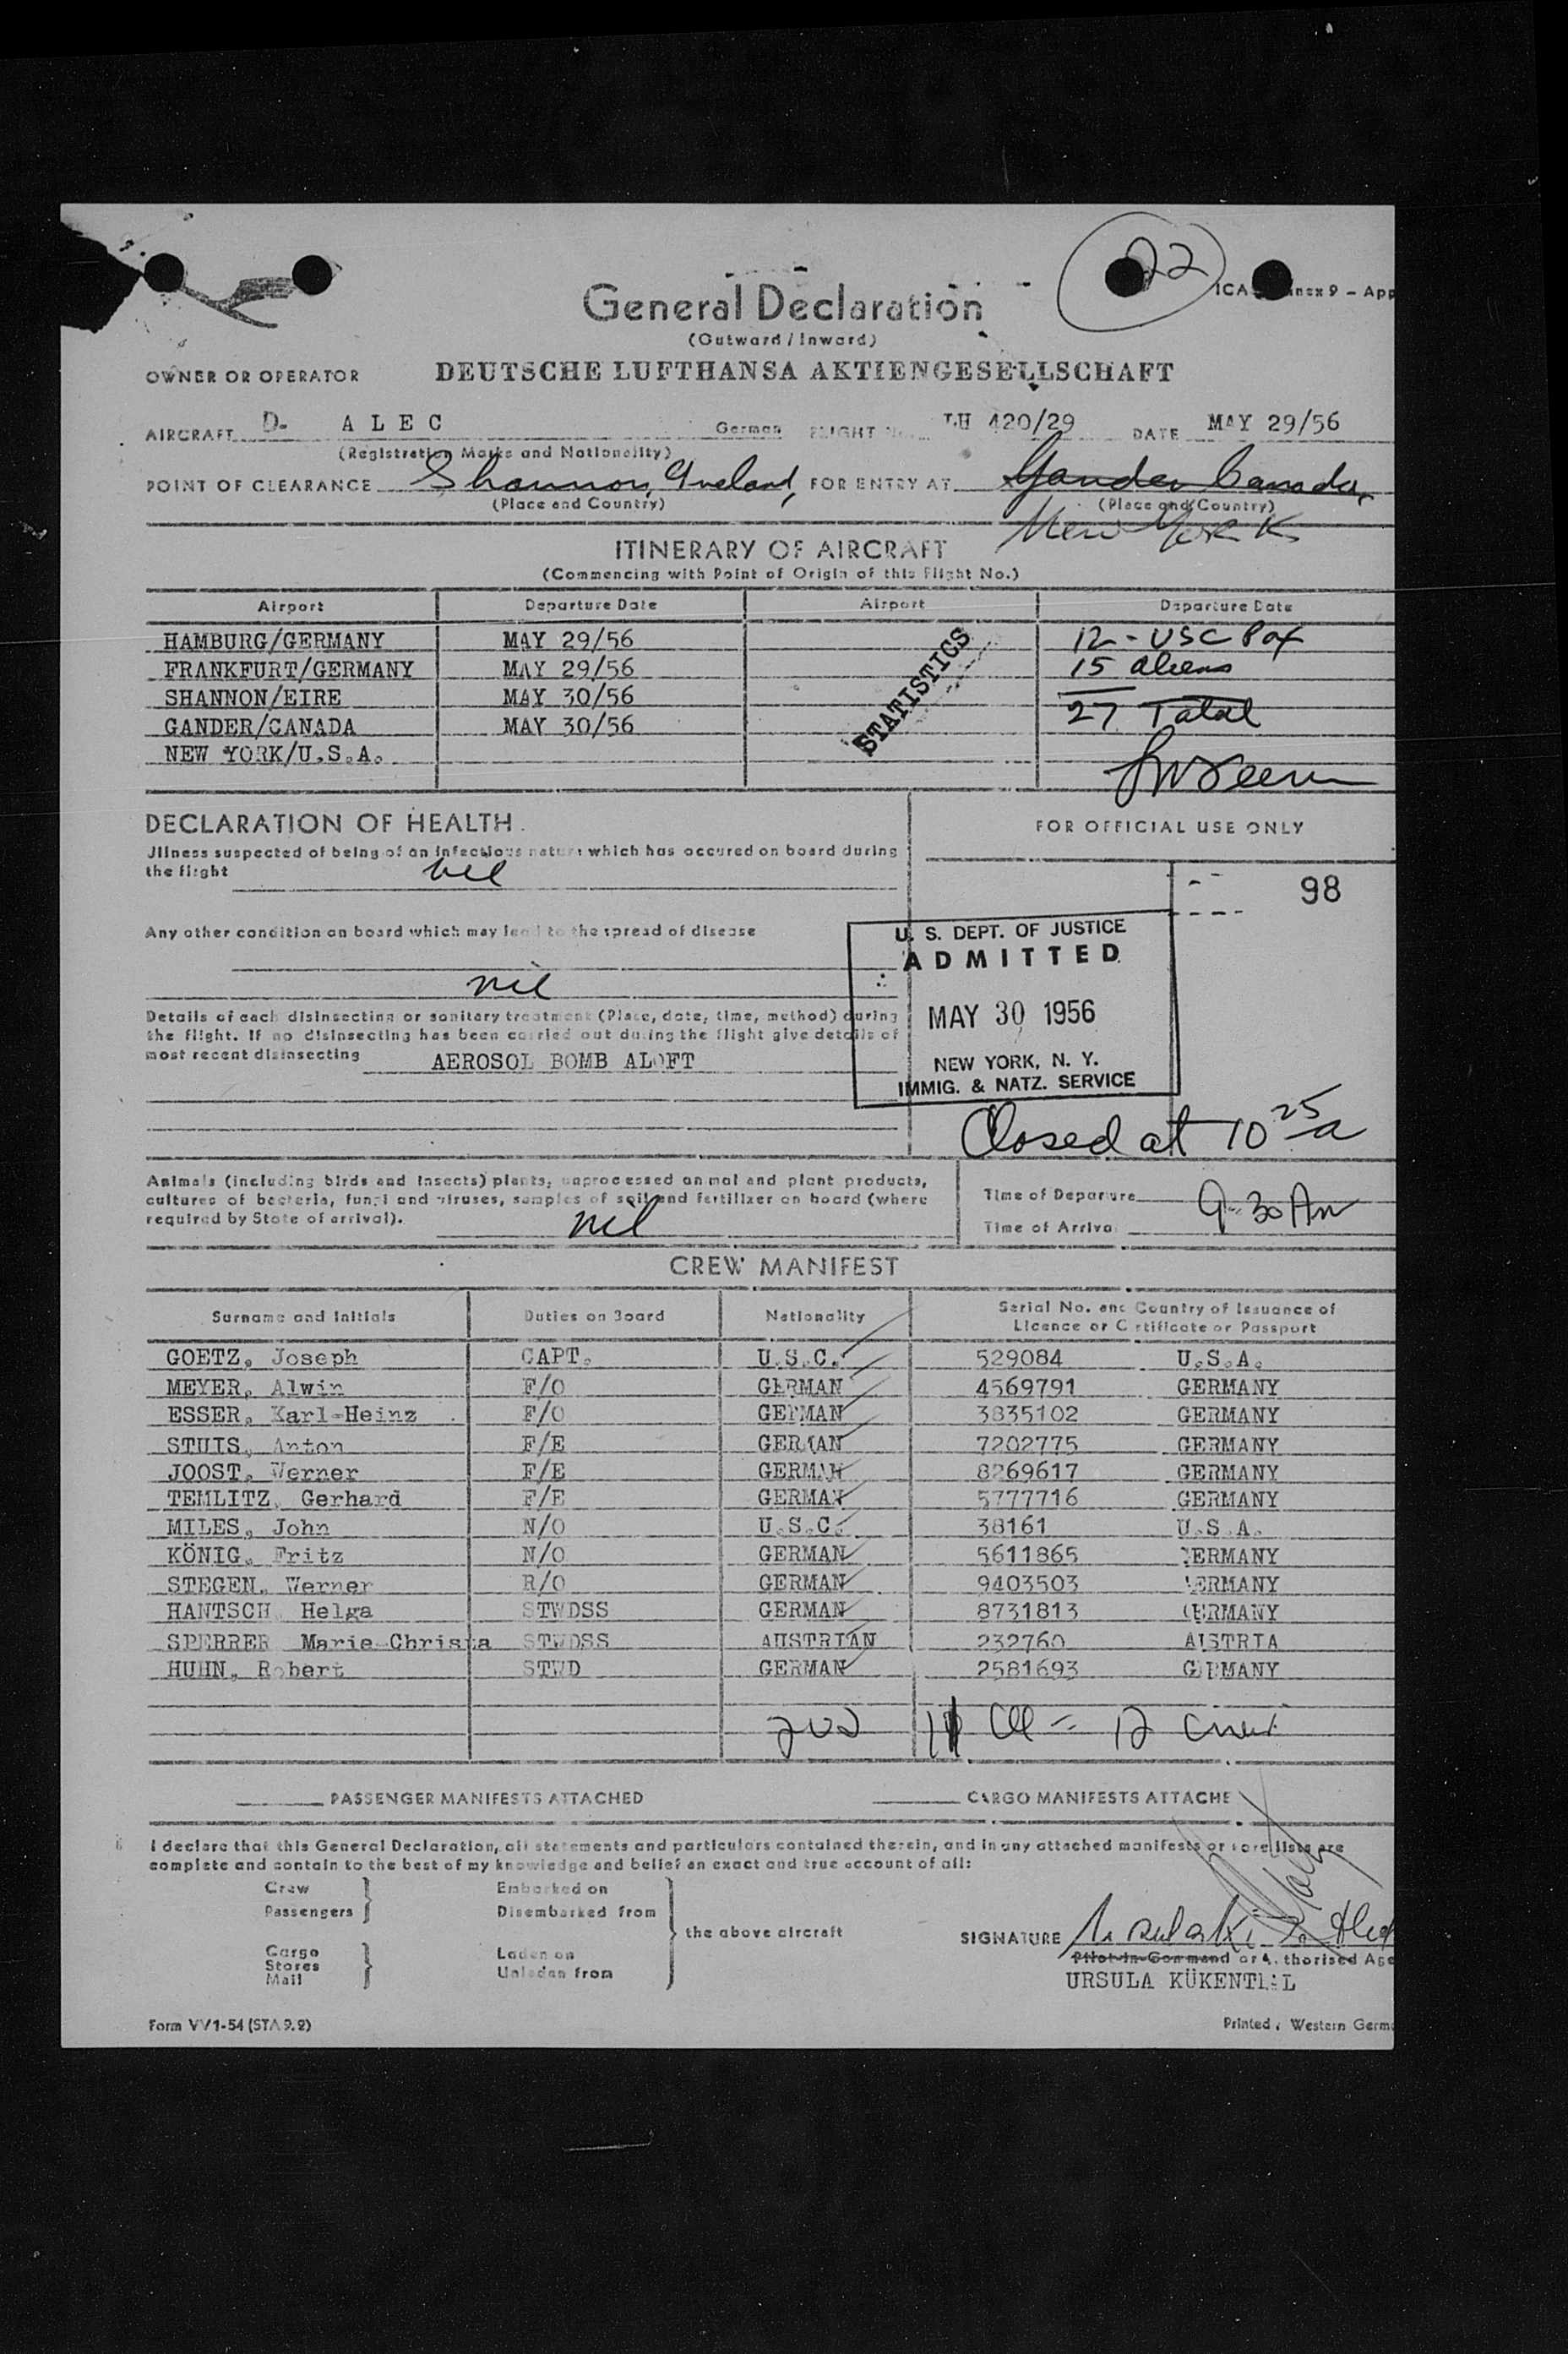 22
General Declaration
(Outward / Inward)
OWNER OR OPERATOR DEUTSCHE LUFTHANSA AKTIENGESELLSCHAFT
AIRCRAFT D- A L E C German FLIGHT LH 420/29 DATE MAY 29/56
(Registration Marks and Nationality)
POINT OF CLEARANCE Shannon, Ireland, FOR ENTRY AT Gander Canada,
(Place and Country) (Place and Country)
New York
ITINERARY OF AIRCRAFT
(Commencing with Point of Origin of this Flight No.)
Airport Departure Date Airport Departure Date
HAMBURG/GERMANY MAY 29/56 12 - USC Pax
FRANKFURT/GERMANY MAY 29/56 15 aliens
SHANNON/EIRE MAY 30/56
GANDER/CANADA MAY 30/56 27 Total
NEW YORK/U.S.A.
STATISTICS
DECLARATION OF HEALTH.
FOR OFFICIAL USE ONLY
Jllness suspected of being of an infectious nature which has occured on board during
the flight nil
98
Any other condition on board which may lead to the spread of disease
nil
U. S. DEPT. OF JUSTICE
ADMITTED
MAY 30 1956
NEW YORK, N. Y.
IMMIG. & NATZ. SERVICE
Details of each disinsecting or sanitary treatment (Place, date, time, method) during
the flight. If no disinsecting has been carried out during the flight give details of
most recent disinsecting AEROSOL BOMB ALOFT
Closed at 10 25 a
Animals (including birds and insects) plants, unprocessed animal and plant products,
cultures of bacteria, fungi and viruses, samples of soil and fertilizer on board (where
required by State of arrival). nil
Time of Departure
Time of Arrival 9-30 Am
CREW MANIFEST
Surname and Initials Duties on Board Nationality Serial No. and Country of Issuance of
Licence or Certificate or Passport
GOETZ, Joseph CAPT. U.S.C. 529084 U.S.A.
MEYER, Alwin F/O GERMAN 4569791 GERMANY
ESSER, Karl-Heinz F/O GERMAN 3835102 GERMANY
STUIS, Anton F/E GERMAN 7202775 GERMANY
JOOST, Werner F/E GERMAN 8269617 GERMANY
TEMLITZ, Gerhard F/E GERMAN 5777716 GERMANY
MILES, John N/O U.S.C. 38161 U.S.A.
KÖNIG, Fritz N/O GERMAN 5611865 GERMANY
STEGEN, Werner R/O GERMAN 9403503 GERMANY
HANTSCH Helga STWDSS GERMAN 8731813 GERMANY
SPERRER Marie-Christa STWDSS AUSTRIAN 232760 AUSTRIA
HUHN, Robert STWD GERMAN 2581693 GERMANY
= 12 crew
PASSENGER MANIFESTS ATTACHED CARGO MANIFESTS ATTACHE
I declare that this General Declaration, all statements and particulars contained therein, and in any attached manifests or store lists are
complete and contain to the best of my knowledge and belief an exact and true account of all:
Crew Embarked on
Passengers Disembarked from
the above aircraft
Cargo Laden on
Stores
Mail Unladen from
SIGNATURE
Pilot-in-Command or Authorised Age
URSULA KÜKENTHAL
Form VV1-54 (STA 9.2) Printed . Western Germ